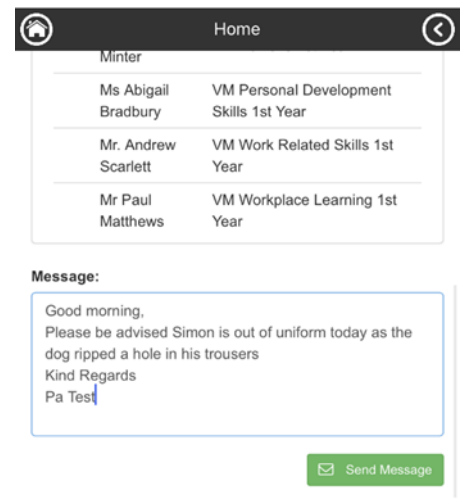 Home
Minter
Ms Abigail VM Personal Development
Bradbury Skills 1st Year
Mr. Andrew VM Work Related Skills 1st
Scarlett Year
Mr Paul VM Workplace Learning 1st
Matthews Year
Message:
Good morning,
Please be advised Simon is out of uniform today as the
dog ripped a hole in his trousers
Kind Regards
Pa Test
Send Message